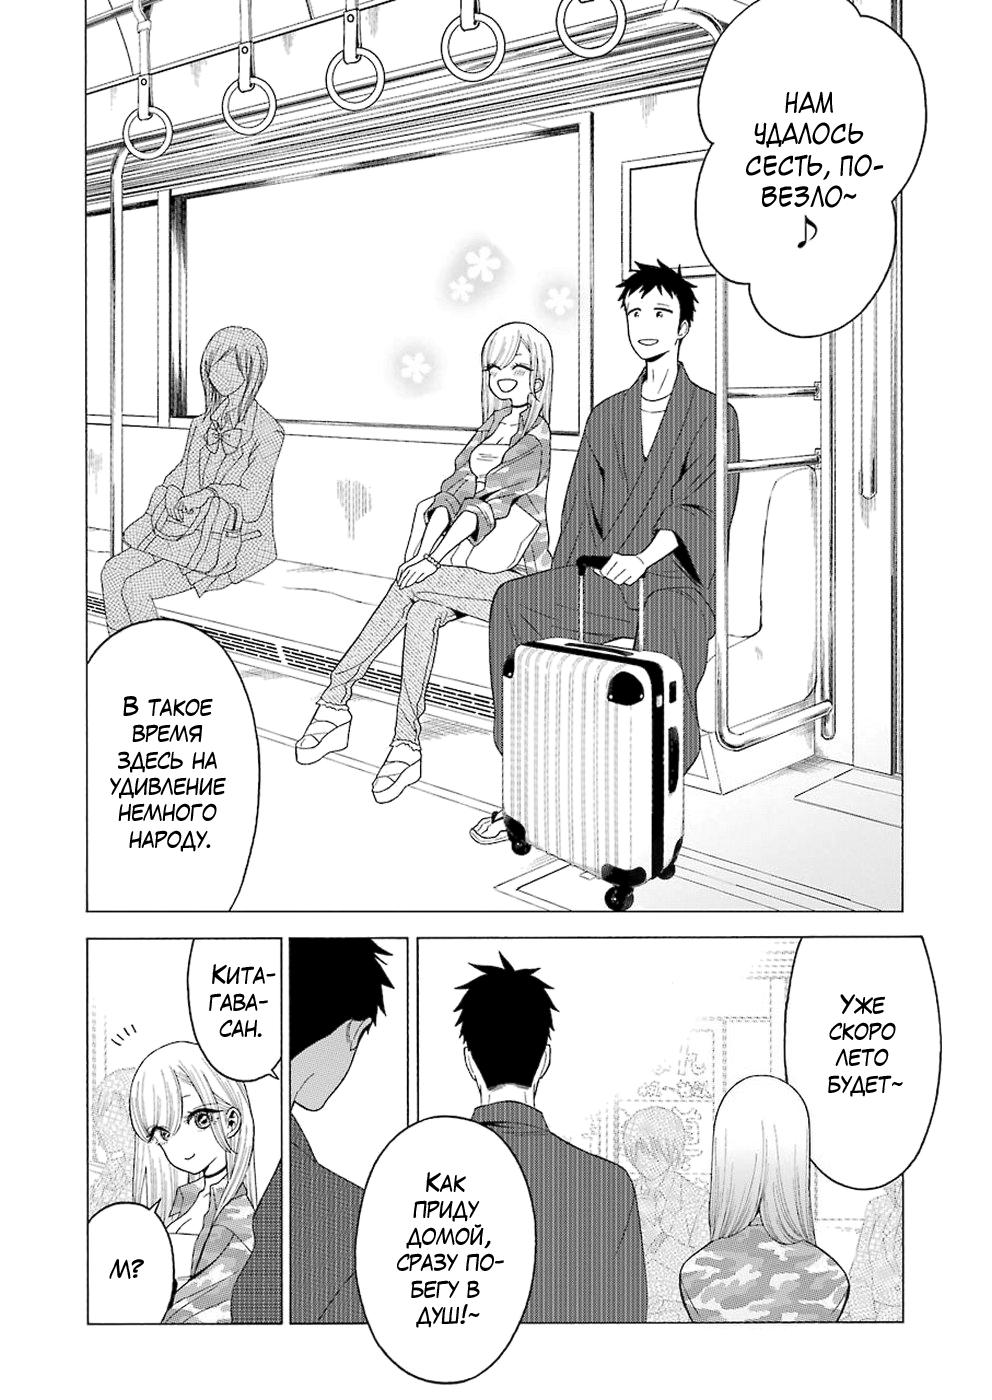 НАМ
УДАЛОСЬ
СЕСТЬ, ПО-
ВЕЗЛО~
♪
В ТАКОЕ
ВРЕМЯ
ЗДЕСЬ НА
УДИВЛЕНИЕ
НЕМНОГО
НАРОДУ.
УЖЕ
СКОРО
ЛЕТО
БУДЕТ~
КАК
ПРИДУ
ДОМОЙ,
СРАЗУ ПО-
БЕГУ В
ДУШ!~
КИТА-
ГАВА-
САН.
М?